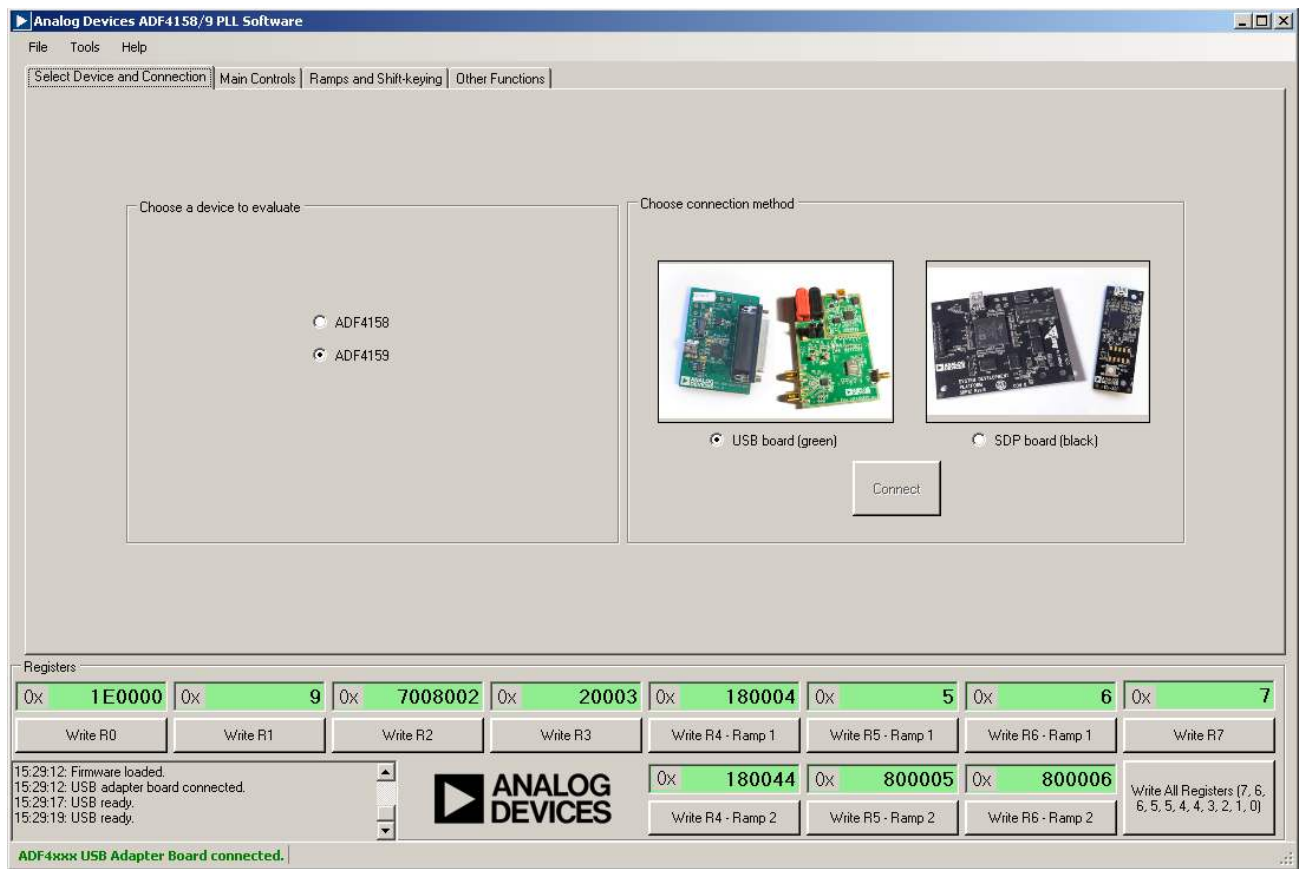 Analog Devices ADF4158/9 PLL Software
File Tools Help
Select Device and Connection Main Controls Ramps and Shift-keying Other Functions
Choose a device to evaluate
ADF4158
ADF4159
Choose connection method
ANALOG
DEVICES
SYSTEM DEVELOPMENT
PLATFORM
USB board (green) SDP board (black)
Connect
Registers
0x 1E0000 0x 9 0x 7008002 0x 20003 0x 180004 0x 5 0x 6 0x 7
Write R0 Write R1 Write R2 Write R3 Write R4 - Ramp 1 Write R5 - Ramp 1 Write R6 - Ramp 1 Write R7
15:29:12: Firmware loaded.
15:29:12: USB adapter board connected.
15:29:17: USB ready.
15:29:19: USB ready.
ANALOG
DEVICES
0x 180044 0x 800005 0x 800006
Write R4 - Ramp 2 Write R5 - Ramp 2 Write R6 - Ramp 2
Write All Registers (7, 6,
6, 5, 5, 4, 4, 3, 2, 1, 0)
ADF4xxx USB Adapter Board connected.